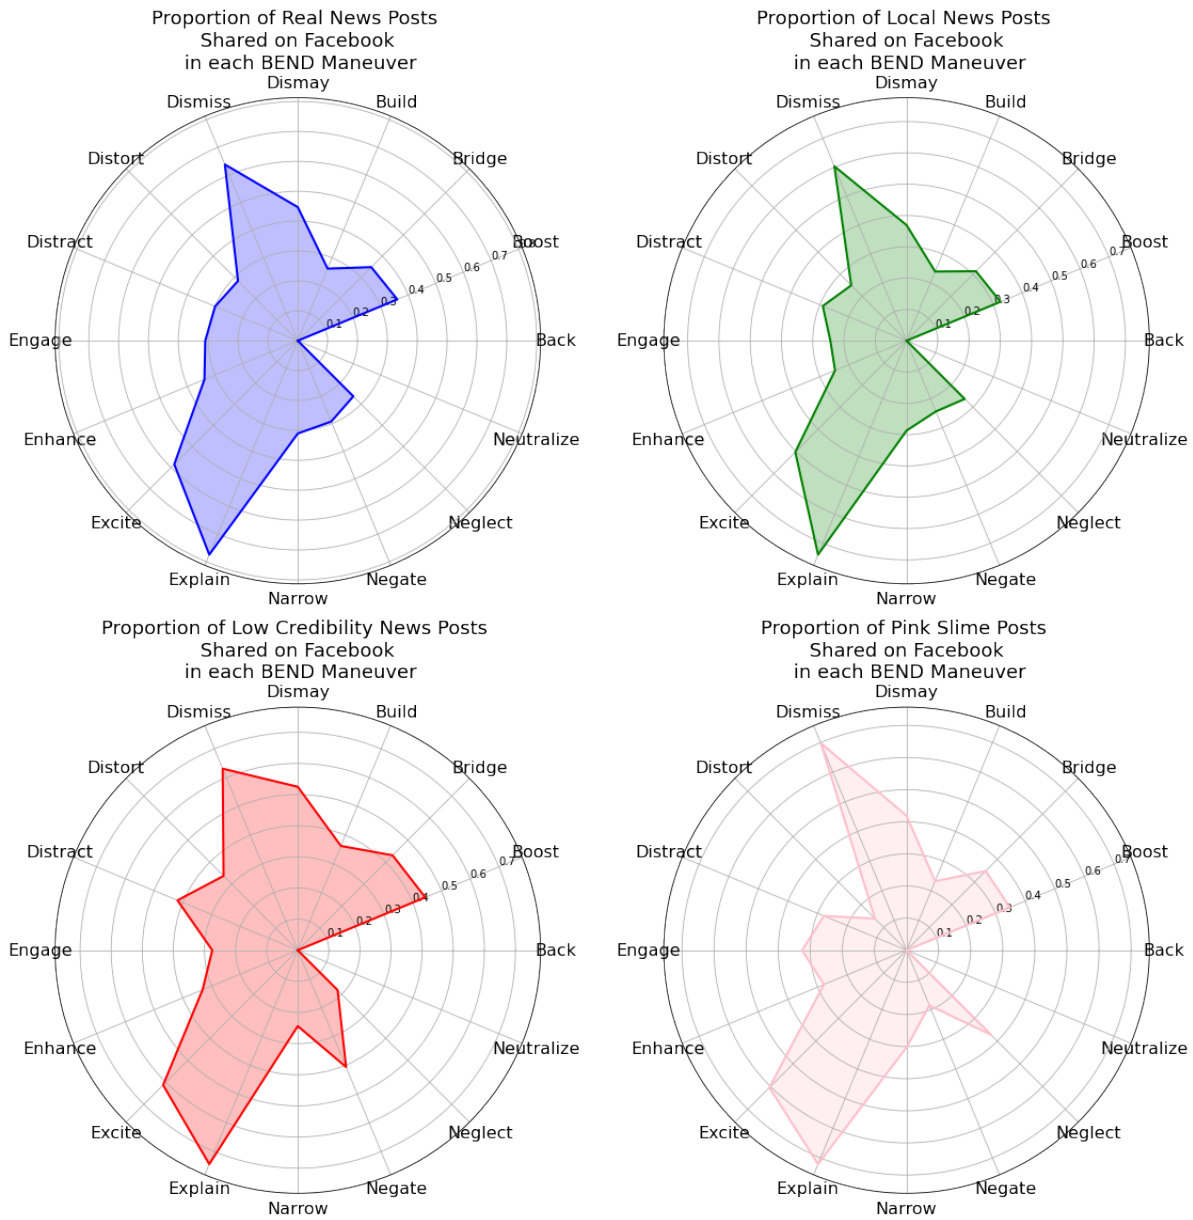 Proportion of Real News Posts
Shared on Facebook
in each BEND Maneuver
Dismay
Dismiss
Build
Distort
Bridge
Distract
Boost
0.8
0.7
0.6
0.5
0.4
0.3
0.2
0.1
Engage
Back
Enhance
Neutralize
Excite
Neglect
Explain
Negate
Narrow
Proportion of Local News Posts
Shared on Facebook
in each BEND Maneuver
Dismay
Dismiss
Build
Distort
Bridge
Distract
Boost
0.7
0.6
0.5
0.4
0.3
0.2
0.1
Engage
Back
Enhance
Neutralize
Excite
Neglect
Explain
Negate
Narrow
Proportion of Low Credibility News Posts
Shared on Facebook
in each BEND Maneuver
Dismay
Dismiss
Build
Distort
Bridge
Distract
Boost
0.7
0.6
0.5
0.4
0.3
0.2
0.1
Engage
Back
Enhance
Neutralize
Excite
Neglect
Explain
Negate
Narrow
Proportion of Pink Slime Posts
Shared on Facebook
in each BEND Maneuver
Dismay
Dismiss
Build
Distort
Bridge
Distract
Boost
0.7
0.6
0.5
0.4
0.3
0.2
0.1
Engage
Back
Enhance
Neutralize
Excite
Neglect
Explain
Negate
Narrow